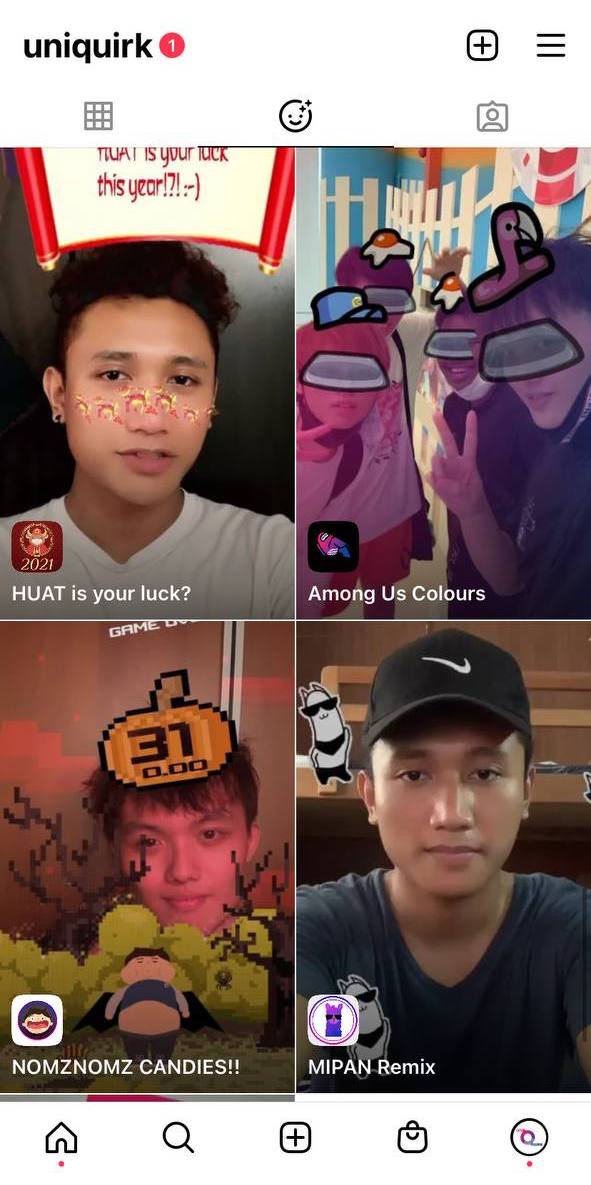 uniquirk 1
HUAT is your luck
this year!?! :-)
2021
HUAT is your luck?
Among Us Colours
GAME
31
0.00
NOMZNOMZ CANDIES!!
MIPAN Remix